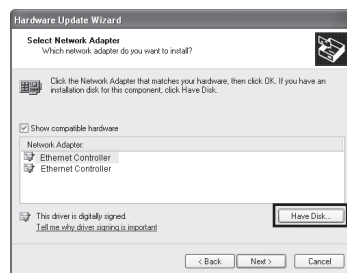 Hardware Update Wizard
Select Network Adapter
Which network adapter do you want to install?
Click the Network Adapter that matches your hardware, then click OK. If you have an
installation disk for this component, click Have Disk.
Show compatible hardware
Network Adapter:
Ethernet Controller
Ethernet Controller
This driver is digitally signed.
Tell me why driver signing is important
Have Disk...
< Back
Next >
Cancel